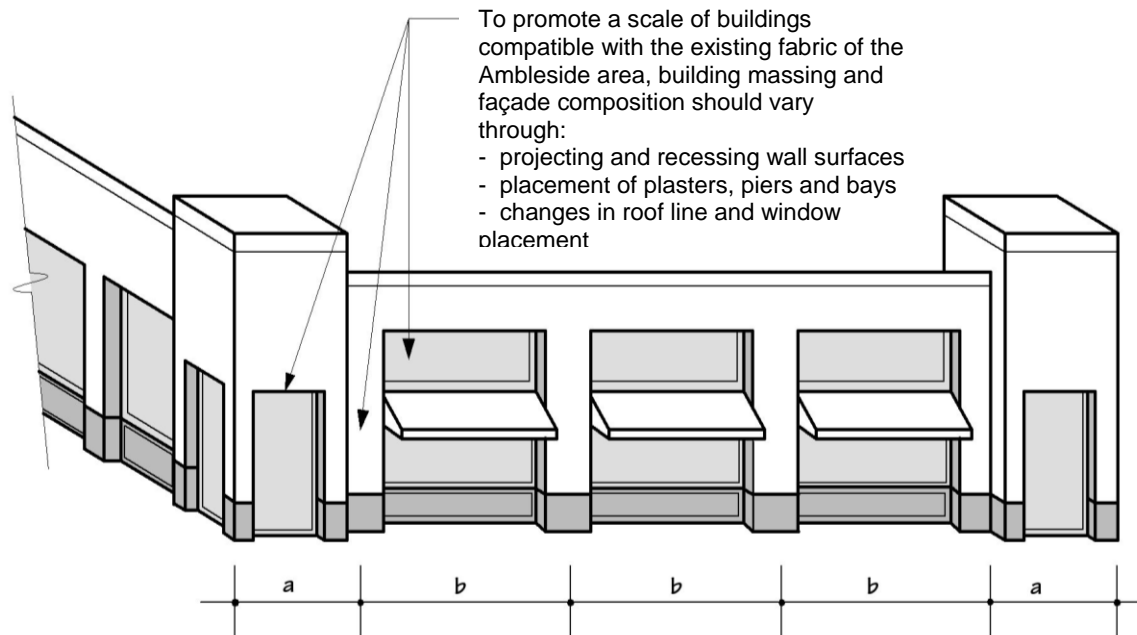 To promote a scale of buildings
compatible with the existing fabric of the
Ambleside area, building massing and
façade composition should vary
through:
- projecting and recessing wall surfaces
- placement of plasters, piers and bays
- changes in roof line and window
placement
a b b b a